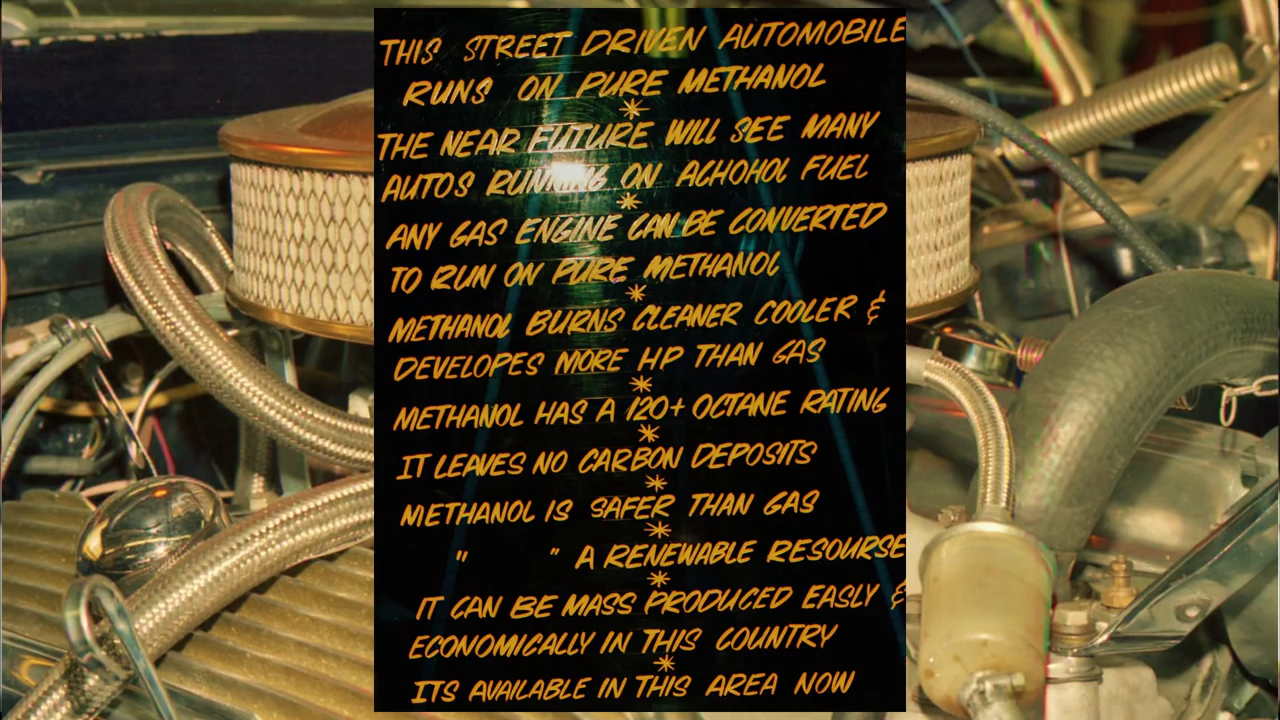 THIS STREET DRIVEN AUTOMOBILE
RUNS ON PURE METHANOL
*
THE NEAR FUTURE WILL SEE MANY
AUTOS RUNNING ON ALHOHOL FUEL
*
ANY GAS ENGINE CAN BE CONVERTED
TO RUN ON PURE METHANOL
*
METHANOL BURNS CLEANER COOLER &
DEVELOPES MORE HP THAN GAS
*
METHANOL HAS A 120+ OCTANE RATING
*
IT LEAVES NO CARBON DEPOSITS
*
METHANOL IS SAFER THAN GAS
*
" " A RENEWABLE RESOURSE
*
IT CAN BE MASS PRODUCED EASLY &
ECONOMICALLY IN THIS COUNTRY
*
ITS AVAILABLE IN THIS AREA NOW